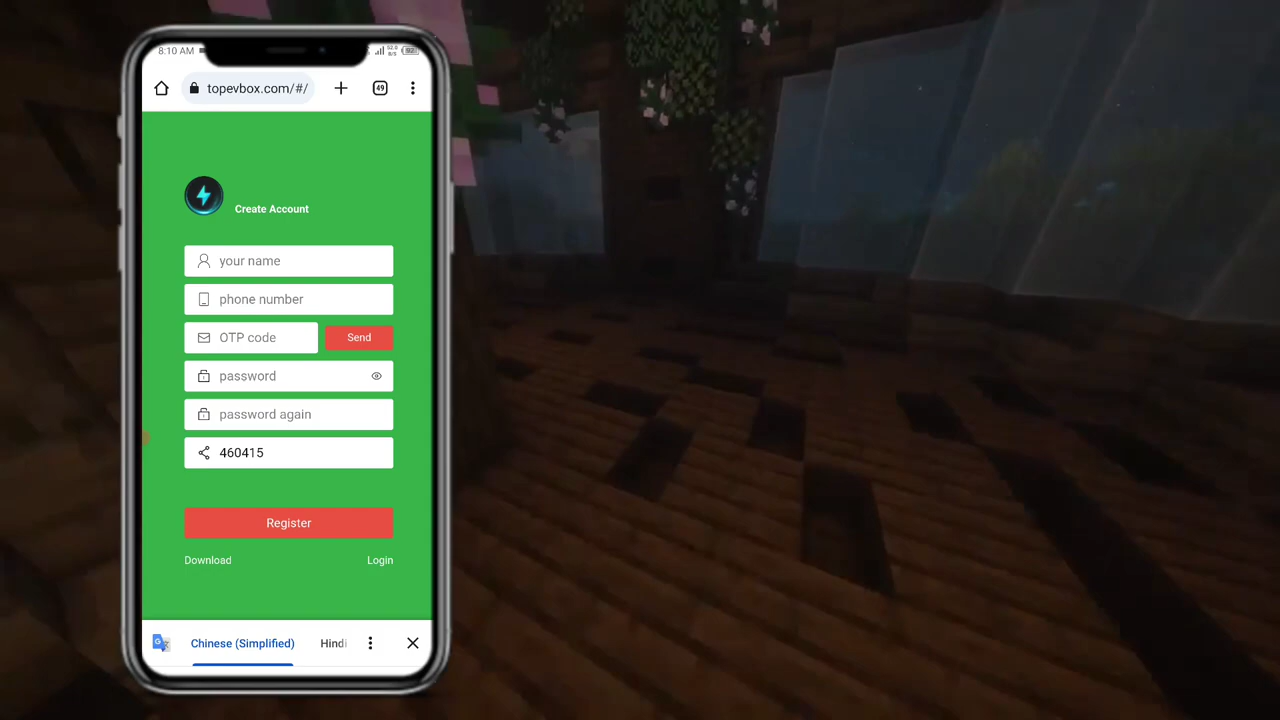 8:10 AM
topevbox.com/#/
49
Create Account
your name
phone number
OTP code
Send
password
password again
460415
Register
Download
Login
Chinese (Simplified)
Hindi